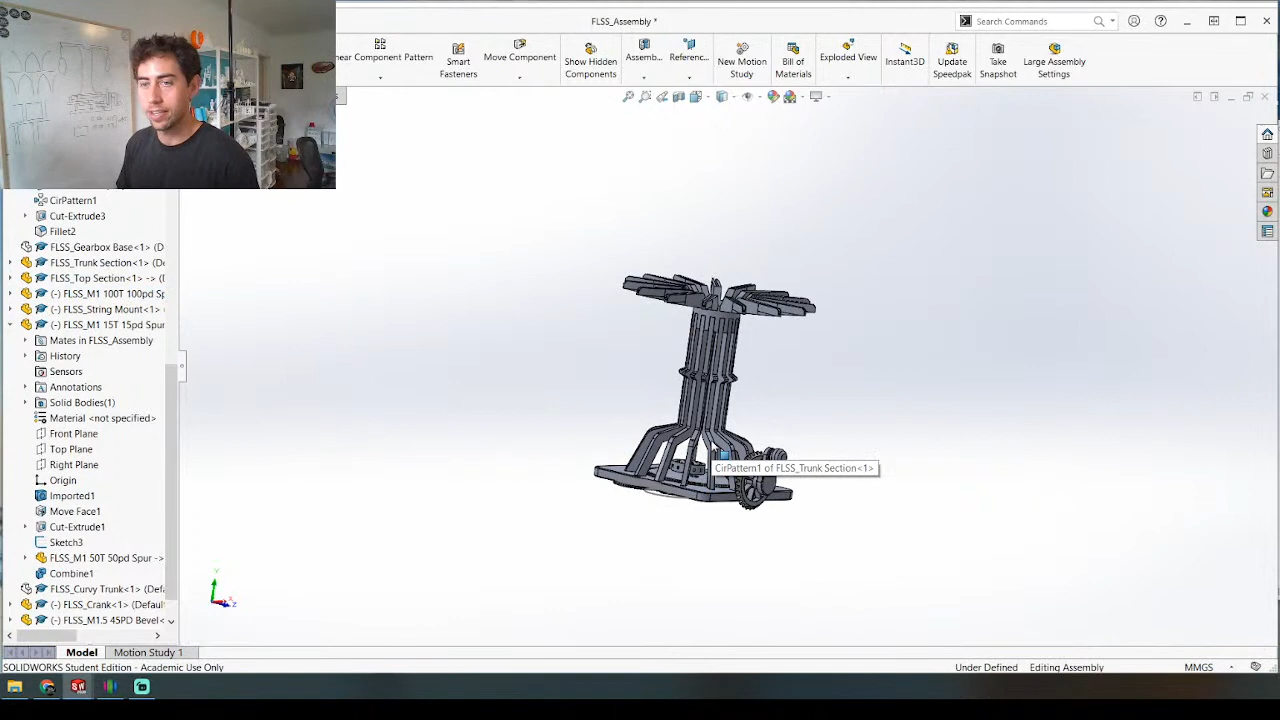 FLSS_Assembly *
Search Commands
near Component Pattern
Smart Fasteners
Move Component
Show Hidden Components
Assemb...
Referenc...
New Motion Study
Bill of Materials
Exploded View
Instant3D
Update Speedpak
Take Snapshot
Large Assembly Settings
CirPattern1
Cut-Extrude3
Fillet2
FLSS_Gearbox Base<1> (D
FLSS_Trunk Section<1> (D
FLSS_Top Section<1> -> (D
(-) FLSS_M1 100T 100pd Sp
FLSS_String Mount<1> (
(-) FLSS_M1 15T 15pd Spur
Mates in FLSS_Assembly
History
Sensors
Annotations
Solid Bodies(1)
Material <not specified>
Front Plane
Top Plane
Right Plane
Origin
Imported1
Move Face1
Cut-Extrude1
Sketch3
FLSS_M1 50T 50pd Spur ->
Combine1
FLSS_Curvy Trunk<1> (Defa
(-) FLSS_Crank<1> (Defaul
(-) FLSS_M1.5 45PD Bevel<
CirPattern1 of FLSS_Trunk Section<1>
Y
X
Z
Model
Motion Study 1
SOLIDWORKS Student Edition - Academic Use Only
Under Defined
Editing Assembly
MMGS
SW